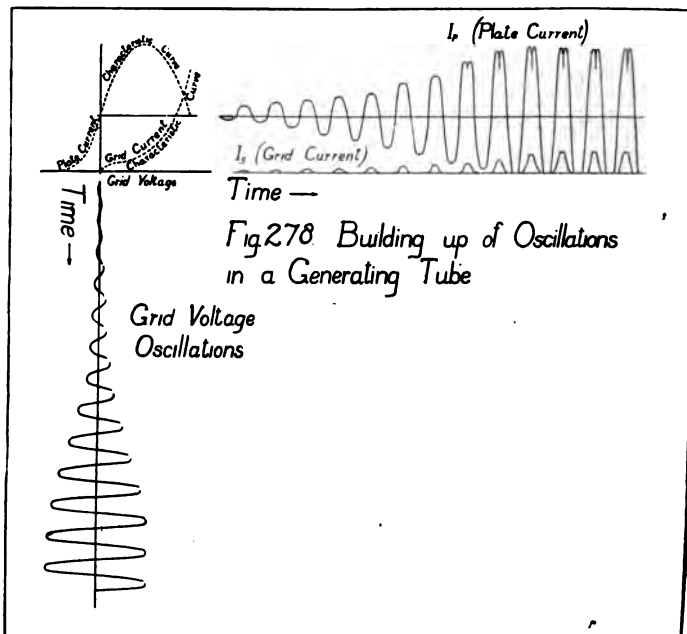 Characteristic Curve
Plate Current
Grid Current
Characteristic
Curve
Grid Voltage
Time →
Iₚ (Plate Current)
I₉ (Grid Current)
Time →
Fig.278. Building up of Oscillations
in a Generating Tube
Grid Voltage
Oscillations